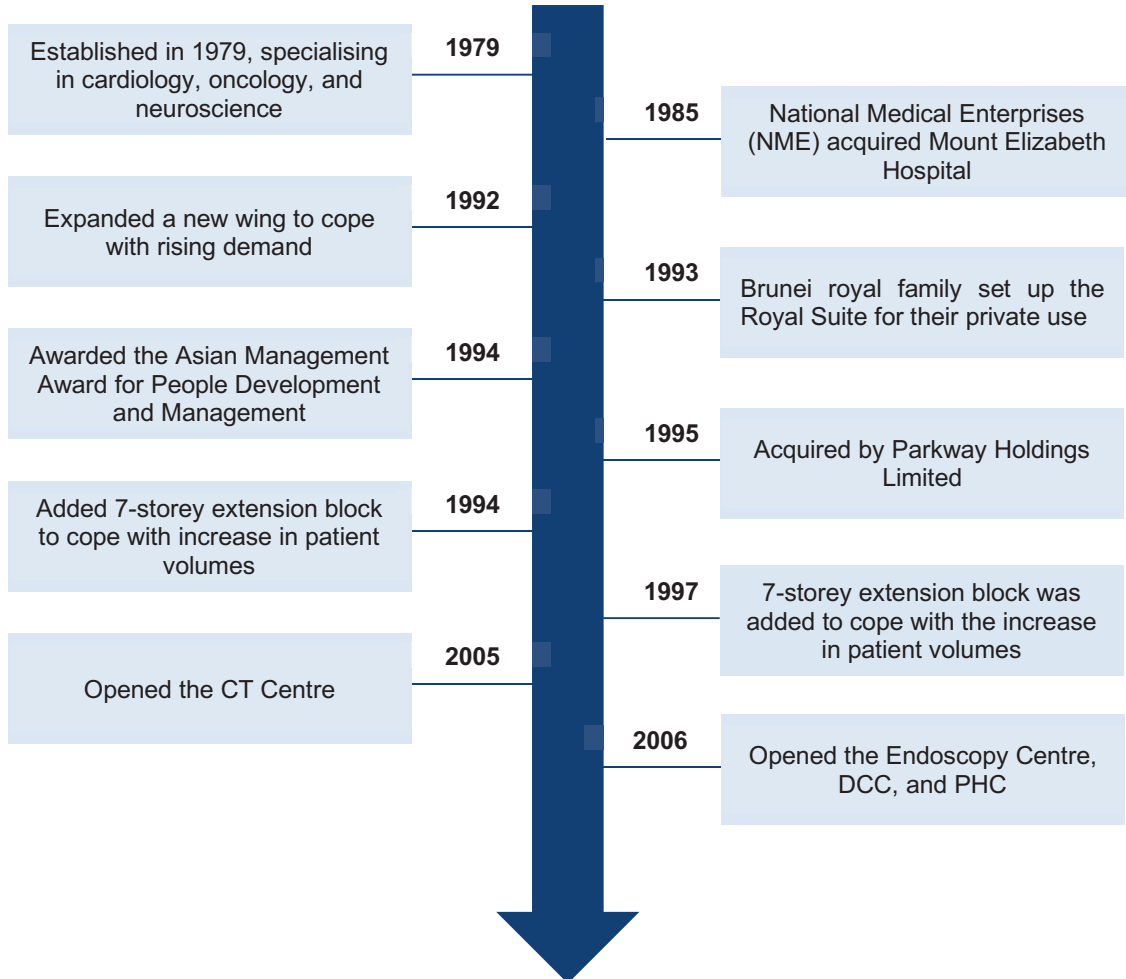 1979
Established in 1979, specialising
in cardiology, oncology, and
neuroscience
1985
National Medical Enterprises
(NME) acquired Mount Elizabeth
Hospital
1992
Expanded a new wing to cope
with rising demand
1993
Brunei royal family set up the
Royal Suite for their private use
1994
Awarded the Asian Management
Award for People Development
and Management
1995
Acquired by Parkway Holdings
Limited
1994
Added 7-storey extension block
to cope with increase in patient
volumes
1997
7-storey extension block was
added to cope with the increase
in patient volumes
2005
Opened the CT Centre
2006
Opened the Endoscopy Centre,
DCC, and PHC